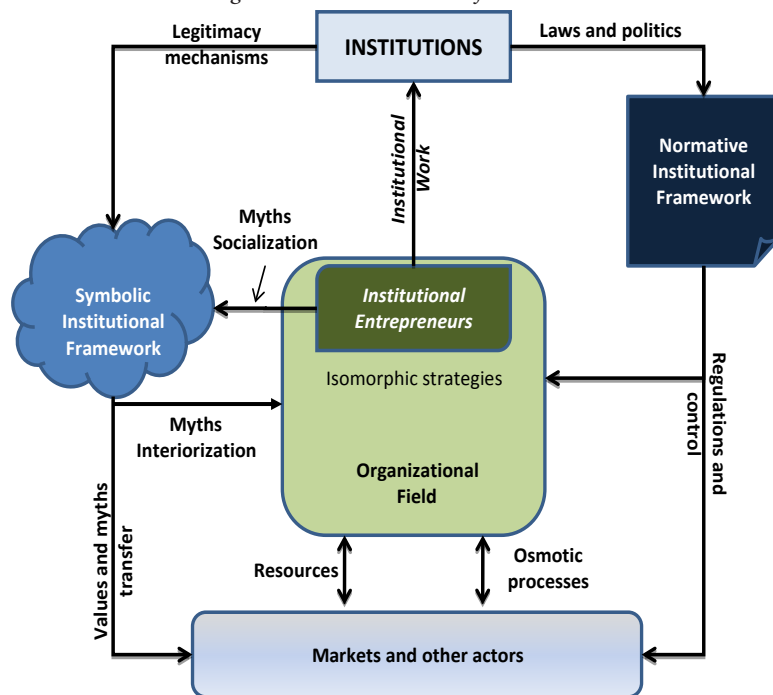 Legitimacy
mechanisms
INSTITUTIONS
Laws and politics
Normative
Institutional
Framework
Institutional
Work
Myths
Socialization
Symbolic
Institutional
Framework
Institutional
Entrepreneurs
Isomorphic strategies
Myths
Interiorization
Regulations and
control
Organizational
Field
Values and myths
transfer
Resources
Osmotic
processes
Markets and other actors